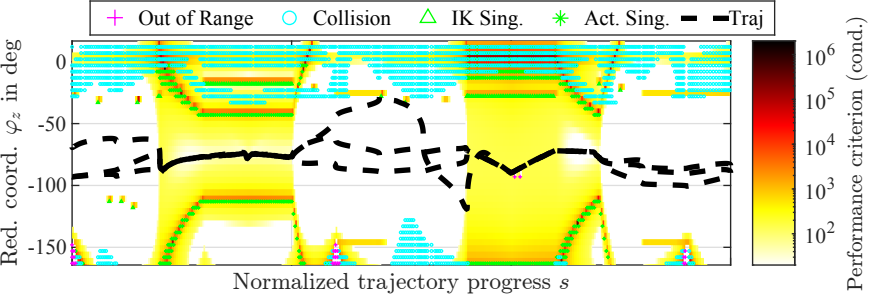 Out of Range Collision IK Sing. Act. Sing. Traj
Red. coord. φz in deg
0
-50
-100
-150
Normalized trajectory progress s
10^6
10^5
10^4
10^3
10^2
Performance criterion (cond.)